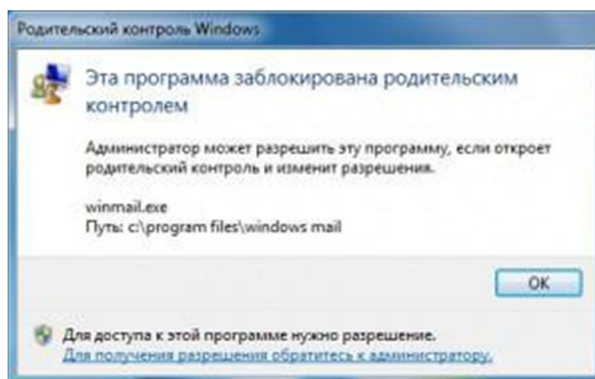 Родительский контроль Windows
Эта программа заблокирована родительским
контролем
Администратор может разрешить эту программу, если откроет
родительский контроль и изменит разрешения.
winmail.exe
Путь: c:\program files\windows mail
OK
Для доступа к этой программе нужно разрешение.
Для получения разрешения обратитесь к администратору.